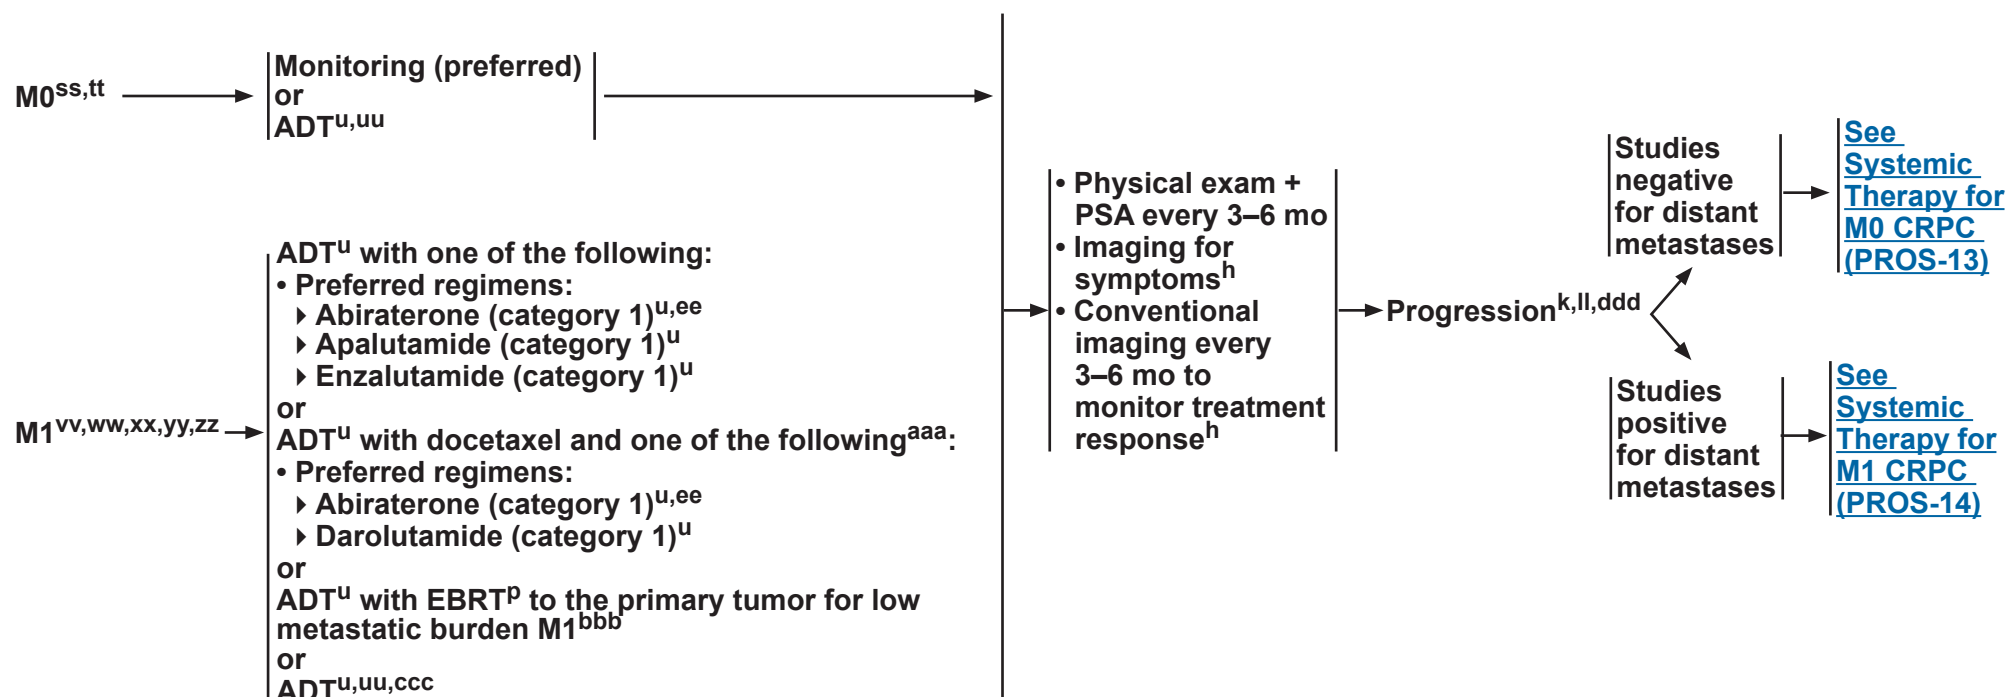 M0ss,tt
Monitoring (preferred)
or
ADTu,uu
M1vv,ww,xx,yy,zz
ADTu with one of the following:
• Preferred regimens:
Abiraterone (category 1)u,ee
Apalutamide (category 1)u
Enzalutamide (category 1)u
or
ADTu with docetaxel and one of the followingaaa:
• Preferred regimens:
Abiraterone (category 1)u,ee
Darolutamide (category 1)u
or
ADTu with EBRTp to the primary tumor for low
metastatic burden M1bbb
or
ADTu,uu,ccc
• Physical exam +
PSA every 3–6 mo
• Imaging for
symptomsh
• Conventional
imaging every
3–6 mo to
monitor treatment
responseh
Progressionk,ll,ddd
Studies
negative
for distant
metastases
See
Systemic
Therapy for
M0 CRPC
(PROS-13)
Studies
positive
for distant
metastases
See
Systemic
Therapy for
M1 CRPC
(PROS-14)